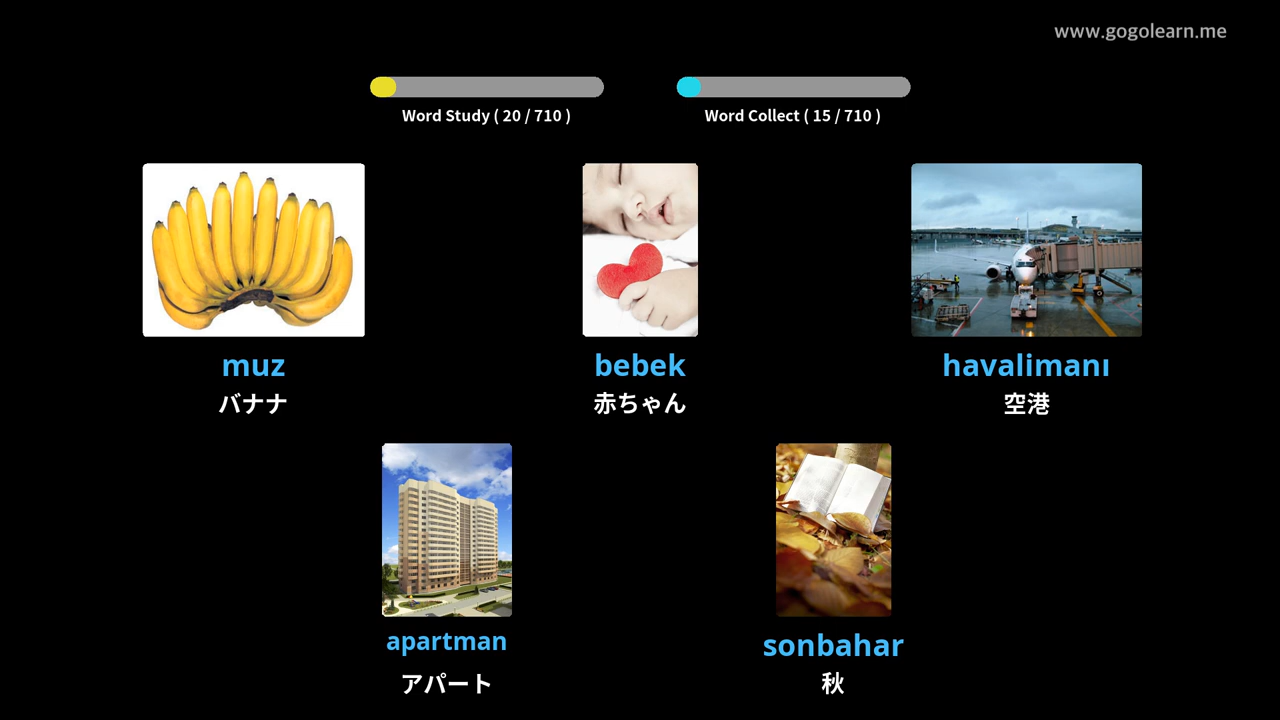 www.gogolearn.me
Word Study ( 20 / 710 )
Word Collect ( 15 / 710 )
muz
バナナ
bebek
赤ちゃん
havalimanı
空港
apartman
アパート
sonbahar
秋